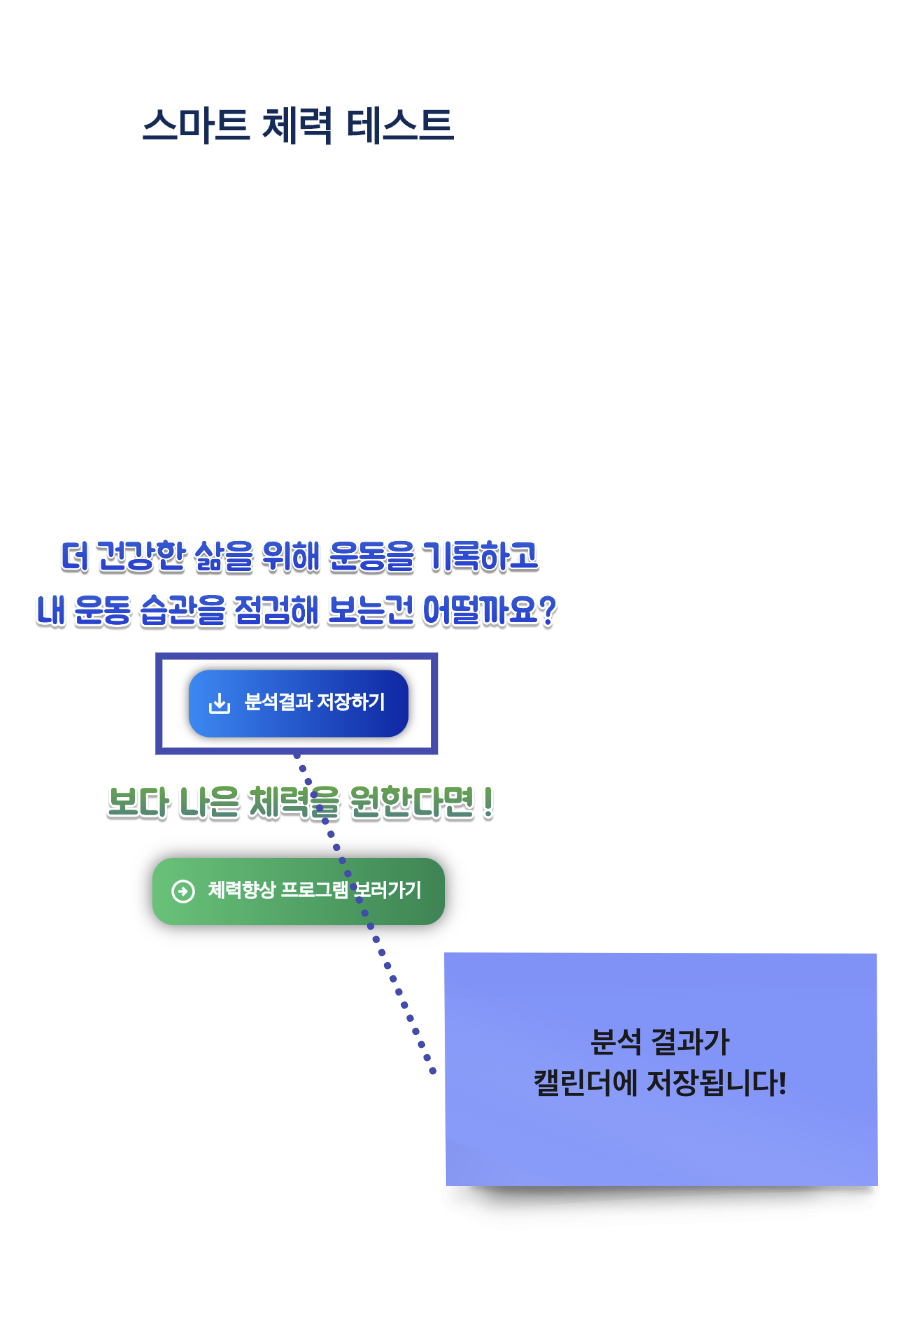 스마트 체력 테스트
더 건강한 삶을 위해 운동을 기록하고
내 운동 습관을 점검해 보는건 어떨까요?
분석결과 저장하기
보다 나은 체력을 원한다면 !
체력향상 프로그램 보러가기
분석 결과가
캘린더에 저장됩니다!